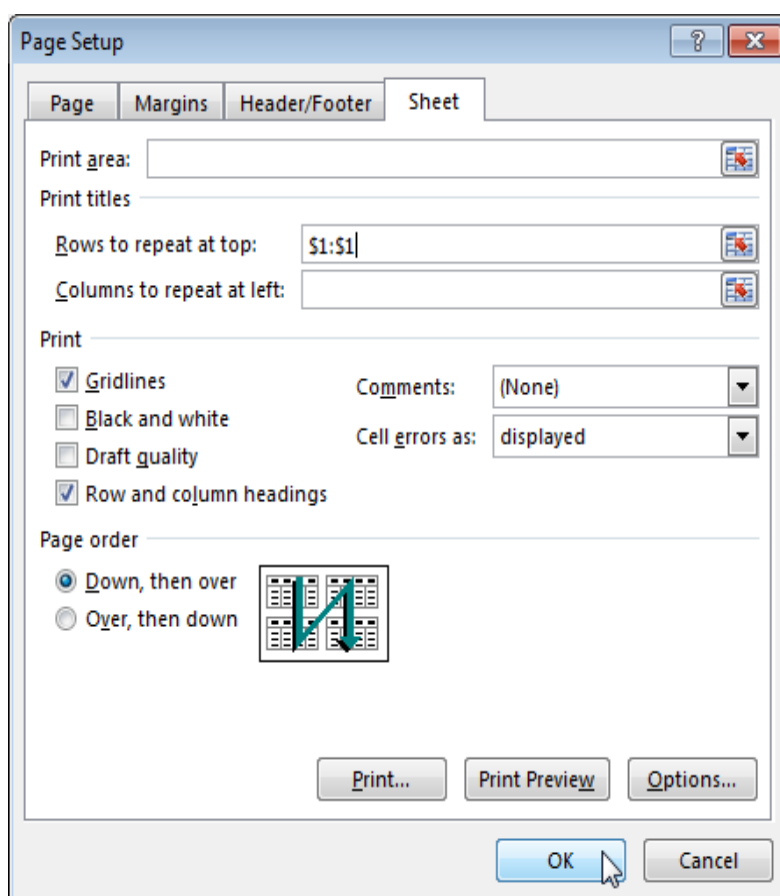 Page Setup
Page Margins Header/Footer Sheet
Print area:
Print titles
Rows to repeat at top: $1:$1
Columns to repeat at left:
Print
Gridlines Comments: (None)
Black and white
Cell errors as: displayed
Draft quality
Row and column headings
Page order
Down, then over
Over, then down
Print... Print Preview Options...
OK Cancel